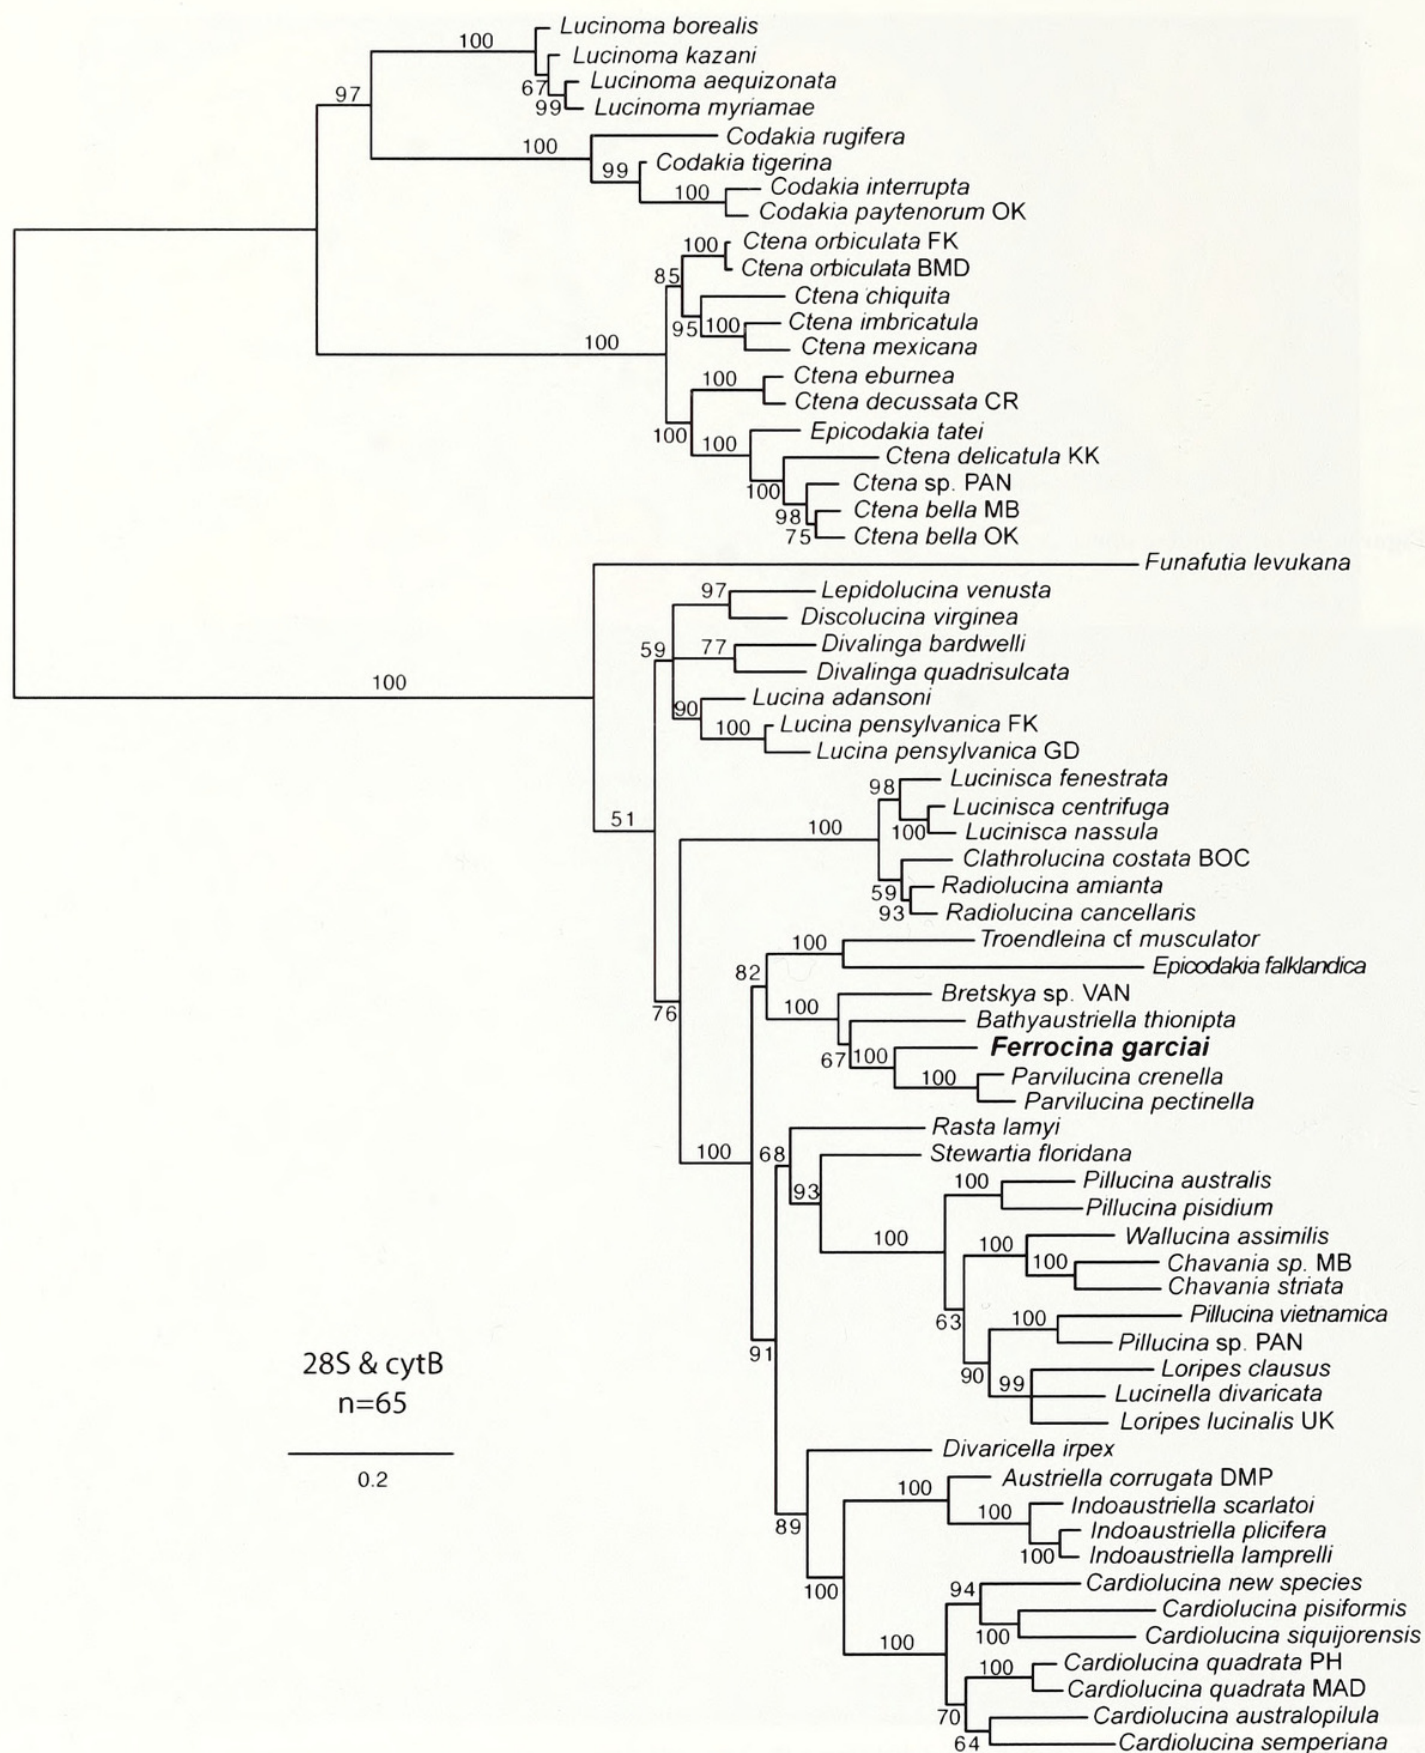 Lucinoma borealis
100
Lucinoma kazani
67
Lucinoma aequizonata
97
99
Lucinoma myriamae
Codakia rugifera
100
Codakia tigerina
99
Codakia interrupta
100
Codakia paytenorum OK
Ctena orbiculata FK
100
Ctena orbiculata BMD
85
Ctena chiquita
Ctena imbricatula
95
100
Ctena mexicana
100
Ctena eburnea
100
Ctena decussata CR
Epicodakia tatei
100
100
Ctena delicatula KK
Ctena sp. PAN
100
Ctena bella MB
98
Ctena bella OK
75
Funafutia levukana
Lepidolucina venusta
97
Discolucina virginea
Divalinga bardwelli
59
77
Divalinga quadrisulcata
100
Lucina adansoni
90
Lucina pensylvanica FK
100
Lucina pensylvanica GD
Lucinisca fenestrata
98
Lucinisca centrifuga
51
100
100
Lucinisca nassula
Clathrolucina costata BOC
Radiolucina amianta
59
Radiolucina cancellaris
93
Troendleina cf musculator
100
Epicodakia falklandica
82
Bretskya sp. VAN
100
Bathyaustriella thionipta
76
Ferrocina garciai
67
100
Parvilucina crenella
100
Parvilucina pectinella
Rasta lamyi
100
68
Stewartia floridana
Pillucina australis
100
93
Pillucina pisidium
100
Wallucina assimilis
100
Chavania sp. MB
100
Chavania striata
Pillucina vietnamica
63
100
Pillucina sp. PAN
91
Loripes clausus
90
99
Lucinella divaricata
Loripes lucinalis UK
28S & cytB
n=65
0.2
Divaricella irpex
Austriella corrugata DMP
100
Indoaustriella scarlatoi
100
Indoaustriella plicifera
89
Indoaustriella lamprelli
100
100
Cardiolucina new species
94
Cardiolucina pisiformis
100
Cardiolucina siquijorensis
100
Cardiolucina quadrata PH
100
Cardiolucina quadrata MAD
70
Cardiolucina australopilula
64
Cardiolucina semperiana